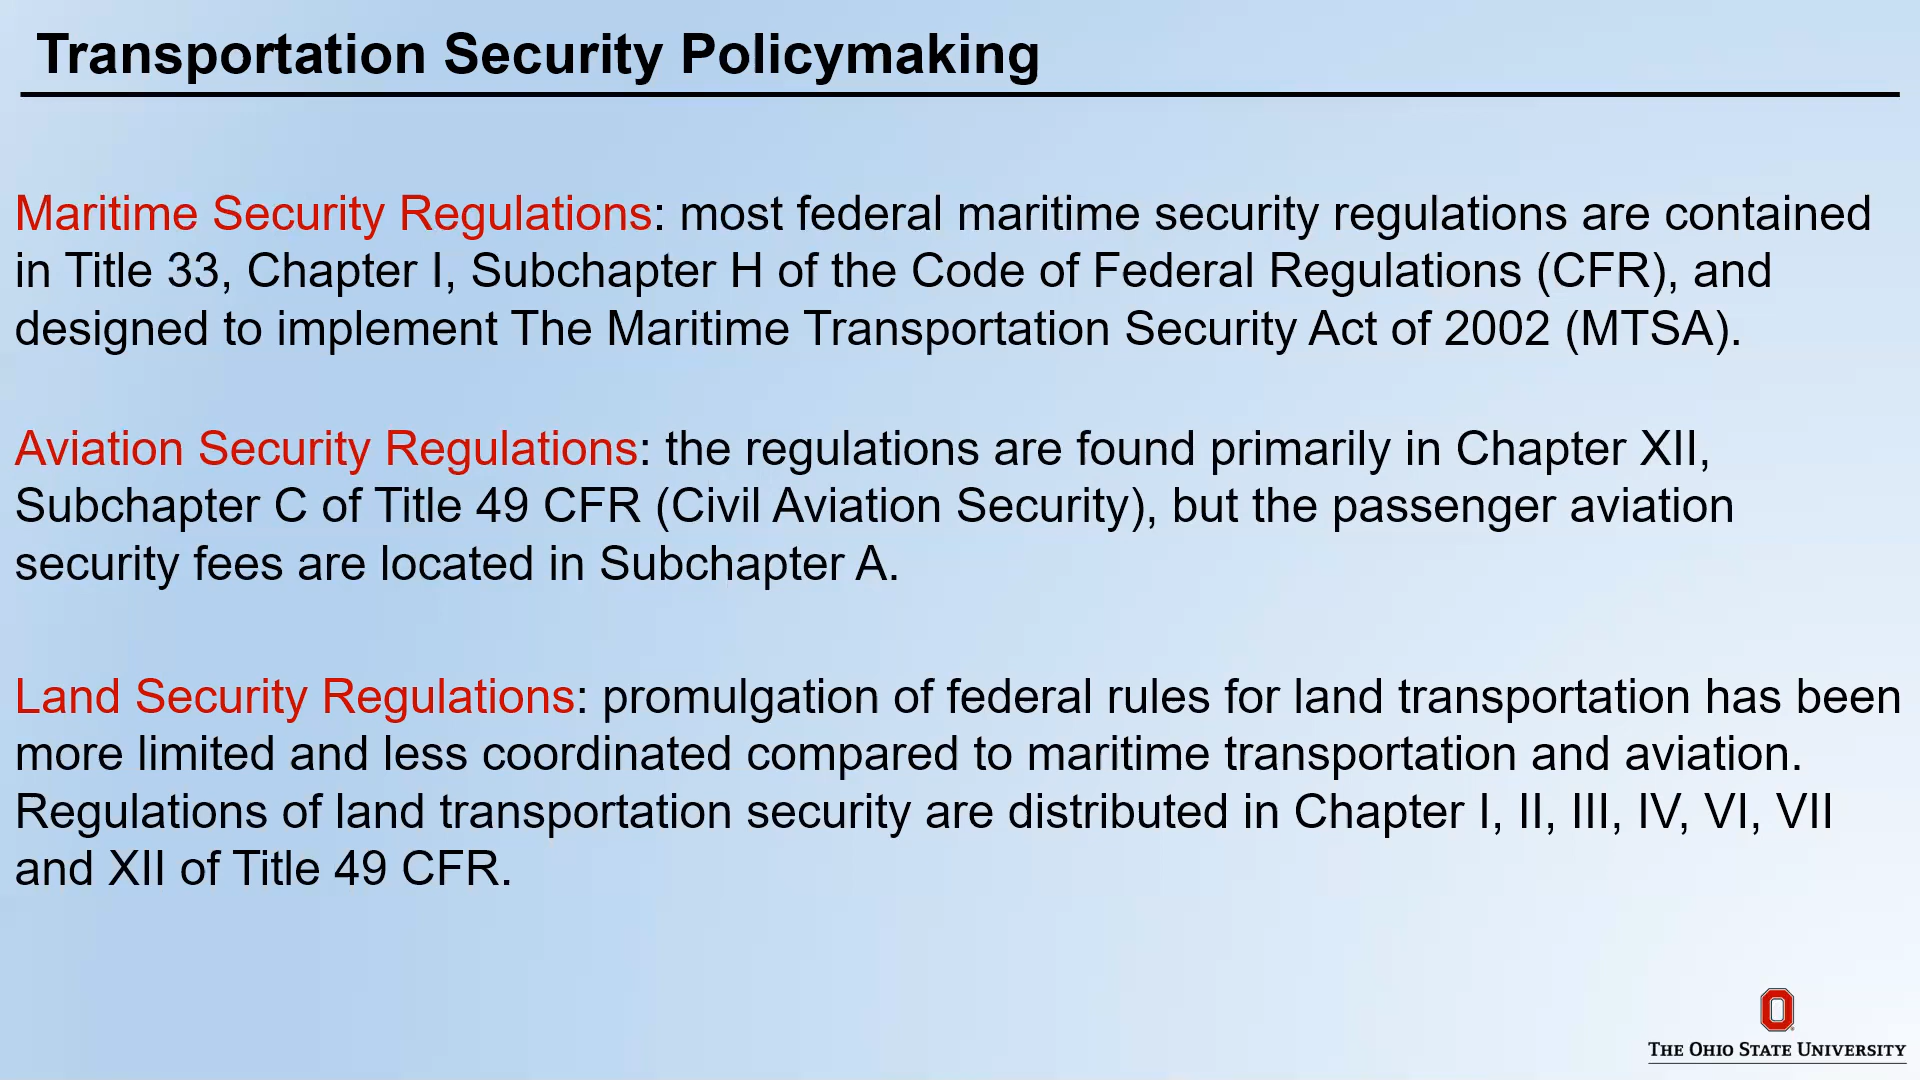 Transportation Security Policymaking
Maritime Security Regulations: most federal maritime security regulations are contained
in Title 33, Chapter I, Subchapter H of the Code of Federal Regulations (CFR), and
designed to implement The Maritime Transportation Security Act of 2002 (MTSA).
Aviation Security Regulations: the regulations are found primarily in Chapter XII,
Subchapter C of Title 49 CFR (Civil Aviation Security), but the passenger aviation
security fees are located in Subchapter A.
Land Security Regulations: promulgation of federal rules for land transportation has been
more limited and less coordinated compared to maritime transportation and aviation.
Regulations of land transportation security are distributed in Chapter I, II, III, IV, VI, VII
and XII of Title 49 CFR.
O
THE OHIO STATE UNIVERSITY